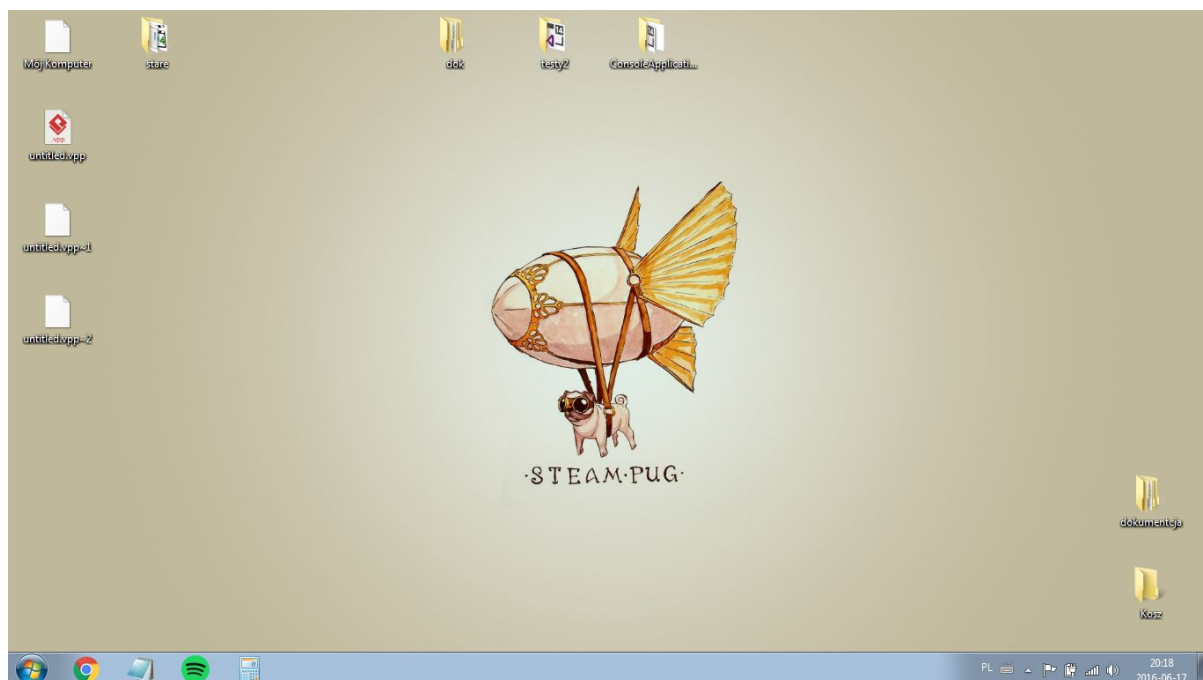 Mój Komputer
stare
dok
testy2
ConsoleApplicati...
.vpp
untitled.vpp
untitled.vpp~1
untitled.vpp~2
·STEAM·PUG·
dokumentcja
Kosz
PL
20:18
2016-06-17